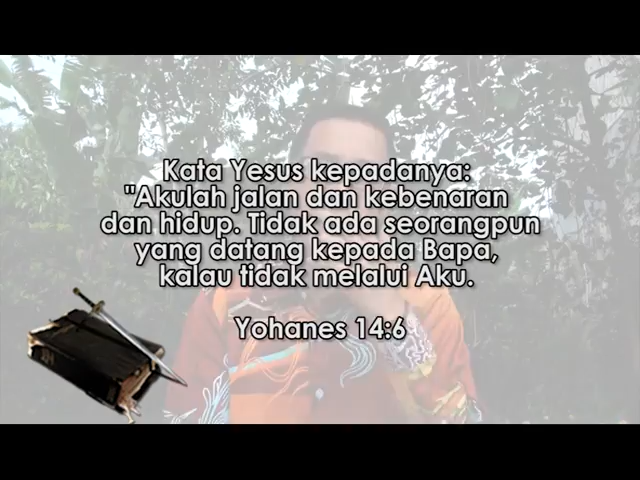 Kata Yesus kepadanya:
"Akulah jalan dan kebenaran
dan hidup. Tidak ada seorangpun
yang datang kepada Bapa,
kalau tidak melalui Aku.
Yohanes 14:6